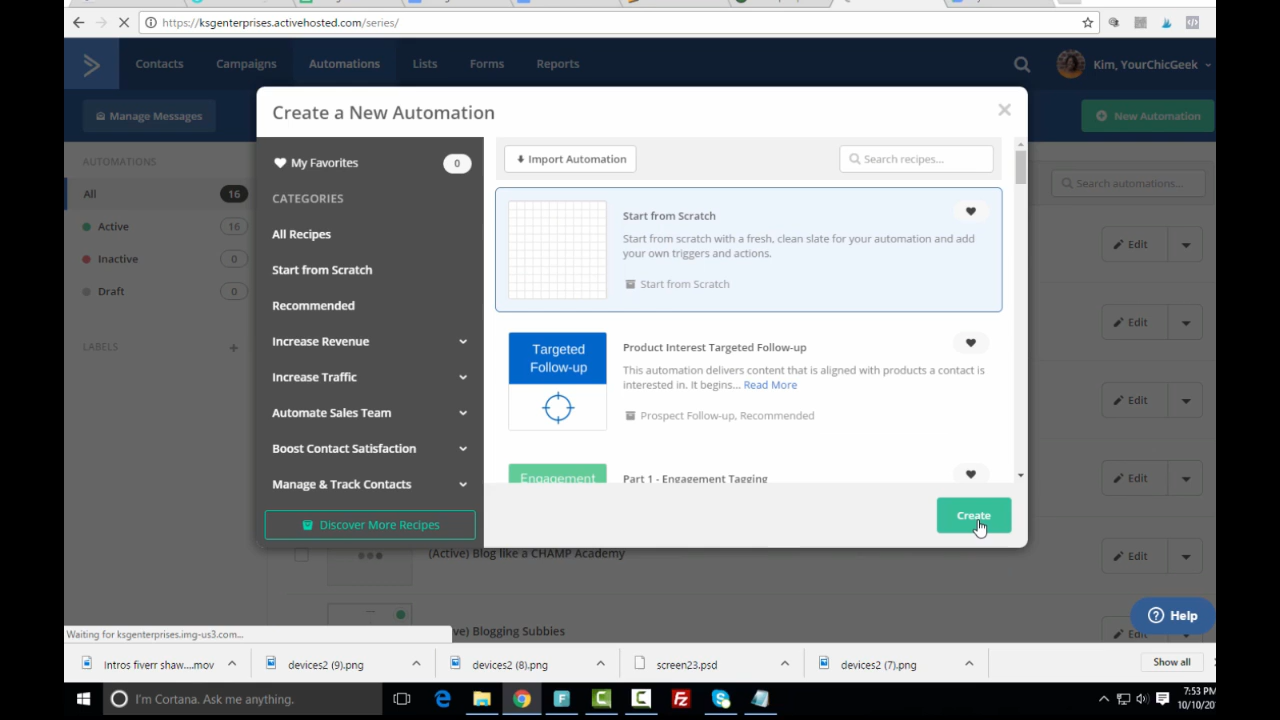 https://ksgenterprises.activehosted.com/series/
Contacts
Campaigns
Automations
Lists
Forms
Reports
Kim, YourChicGeek
Manage Messages
New Automation
Create a New Automation
AUTOMATIONS
All
16
Active
16
Inactive
0
Draft
0
LABELS
My Favorites
0
CATEGORIES
All Recipes
Start from Scratch
Recommended
Increase Revenue
Increase Traffic
Automate Sales Team
Boost Contact Satisfaction
Manage & Track Contacts
Discover More Recipes
Import Automation
Search recipes...
Start from Scratch
Start from scratch with a fresh, clean slate for your automation and add
your own triggers and actions.
Start from Scratch
Targeted
Follow-up
Product Interest Targeted Follow-up
This automation delivers content that is aligned with products a contact is
interested in. It begins... Read More
Prospect Follow-up, Recommended
Engagement
Part 1 - Engagement Tagging
Create
Search automations...
Edit
Edit
Edit
Edit
(Active) Blog like a CHAMP Academy
Edit
Blogging Subbies
Edit
Help
Waiting for ksgenterprises.img-us3.com...
Intros fiverr shaw....mov
devices2 (9).png
devices2 (8).png
screen23.psd
devices2 (7).png
Show all
I'm Cortana. Ask me anything.
7:53 PM
10/10/20